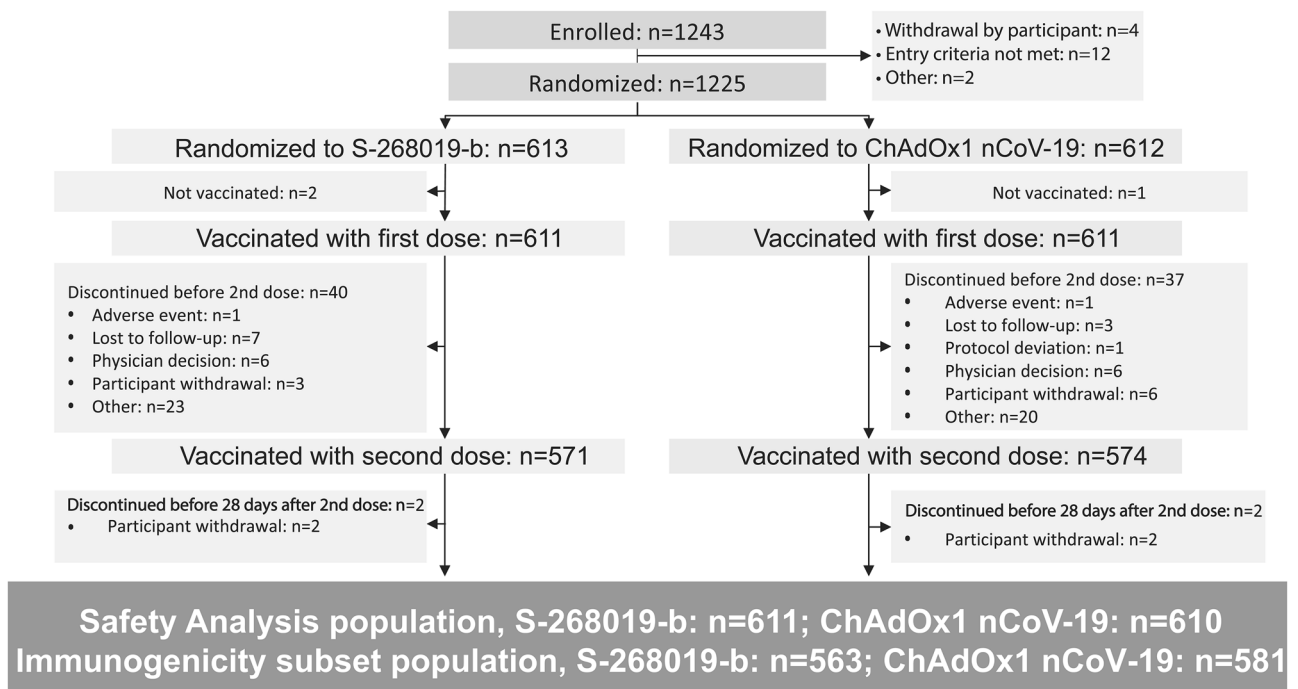 Enrolled: n=1243
• Withdrawal by participant: n=4
• Entry criteria not met: n=12
• Other: n=2
Randomized: n=1225
Randomized to S-268019-b: n=613
Randomized to ChAdOx1 nCoV-19: n=612
Not vaccinated: n=2
Not vaccinated: n=1
Vaccinated with first dose: n=611
Vaccinated with first dose: n=611
Discontinued before 2nd dose: n=40
• Adverse event: n=1
• Lost to follow-up: n=7
• Physician decision: n=6
• Participant withdrawal: n=3
• Other: n=23
Discontinued before 2nd dose: n=37
• Adverse event: n=1
• Lost to follow-up: n=3
• Protocol deviation: n=1
• Physician decision: n=6
• Participant withdrawal: n=6
• Other: n=20
Vaccinated with second dose: n=571
Vaccinated with second dose: n=574
Discontinued before 28 days after 2nd dose: n=2
• Participant withdrawal: n=2
Discontinued before 28 days after 2nd dose: n=2
• Participant withdrawal: n=2
Safety Analysis population, S-268019-b: n=611; ChAdOx1 nCoV-19: n=610
Immunogenicity subset population, S-268019-b: n=563; ChAdOx1 nCoV-19: n=581